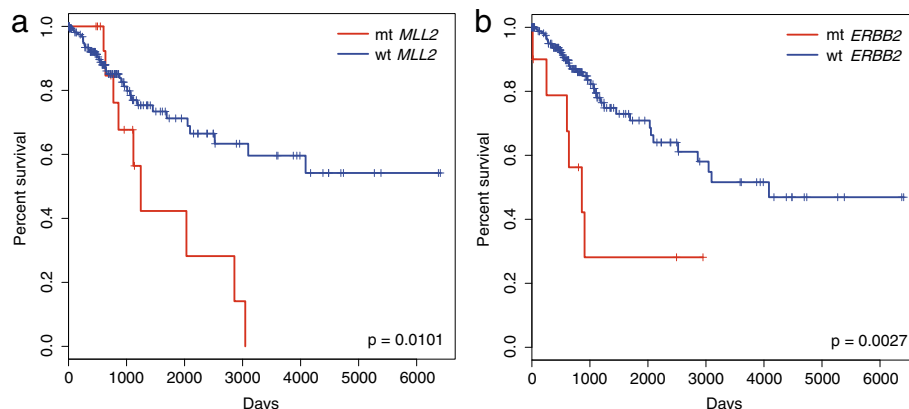 a
mt MLL2
wt MLL2
Percent survival
1.0
0.8
0.6
0.4
0.2
0.0
p = 0.0101
0 1000 2000 3000 4000 5000 6000
Days
b
mt ERBB2
wt ERBB2
Percent survival
1.0
0.8
0.6
0.4
0.2
0.0
p = 0.0027
0 1000 2000 3000 4000 5000 6000
Days